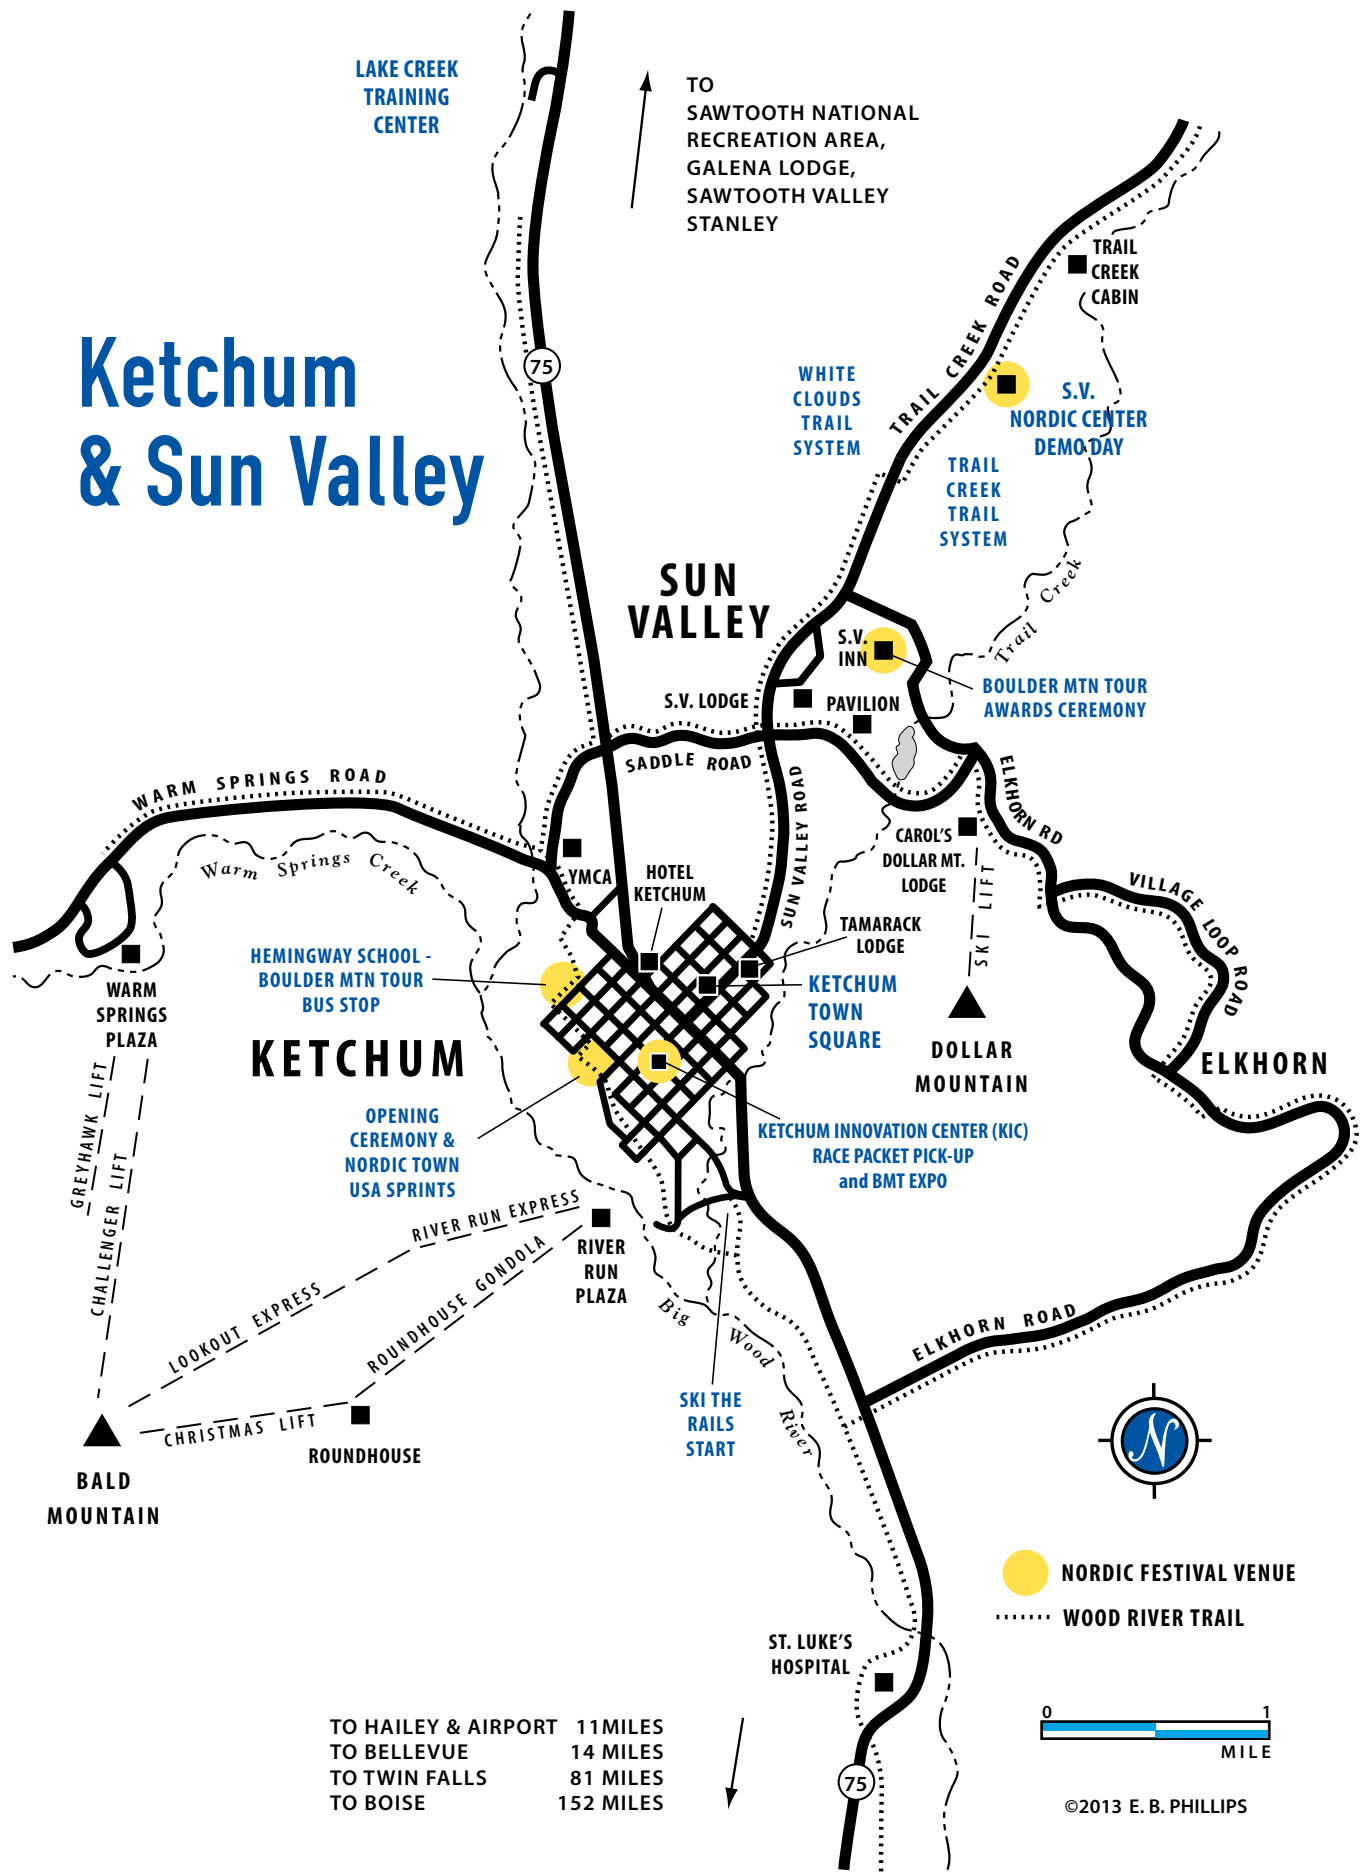 LAKE CREEK
TRAINING
CENTER
TO
SAWTOOTH NATIONAL
RECREATION AREA,
GALENA LODGE,
SAWTOOTH VALLEY
STANLEY
TRAIL
CREEK
CABIN
TRAIL CREEK ROAD
Ketchum
& Sun Valley
75
WHITE
CLOUDS
TRAIL
SYSTEM
S.V.
NORDIC CENTER
DEMO DAY
TRAIL
CREEK
TRAIL
SYSTEM
Trail Creek
SUN
VALLEY
S.V.
INN
BOULDER MTN TOUR
AWARDS CEREMONY
S.V. LODGE
PAVILION
SADDLE ROAD
SUN VALLEY ROAD
ELKHORN RD
WARM SPRINGS ROAD
Warm Springs Creek
YMCA
HOTEL
KETCHUM
CAROL'S
DOLLAR MT.
LODGE
SKI LIFT
VILLAGE LOOP ROAD
TAMARACK
LODGE
HEMINGWAY SCHOOL -
BOULDER MTN TOUR
BUS STOP
KETCHUM
TOWN
SQUARE
WARM
SPRINGS
PLAZA
KETCHUM
DOLLAR
MOUNTAIN
ELKHORN
GREYHAWK LIFT
CHALLENGER LIFT
OPENING
CEREMONY &
NORDIC TOWN
USA SPRINTS
KETCHUM INNOVATION CENTER (KIC)
RACE PACKET PICK-UP
and BMT EXPO
RIVER RUN EXPRESS
LOOKOUT EXPRESS
ROUNDHOUSE GONDOLA
RIVER
RUN
PLAZA
Big Wood River
ELKHORN ROAD
CHRISTMAS LIFT
ROUNDHOUSE
SKI THE
RAILS
START
BALD
MOUNTAIN
N
NORDIC FESTIVAL VENUE
WOOD RIVER TRAIL
ST. LUKE'S
HOSPITAL
0 1
MILE
TO HAILEY & AIRPORT 11MILES
TO BELLEVUE 14 MILES
TO TWIN FALLS 81 MILES
TO BOISE 152 MILES
75
©2013 E. B. PHILLIPS